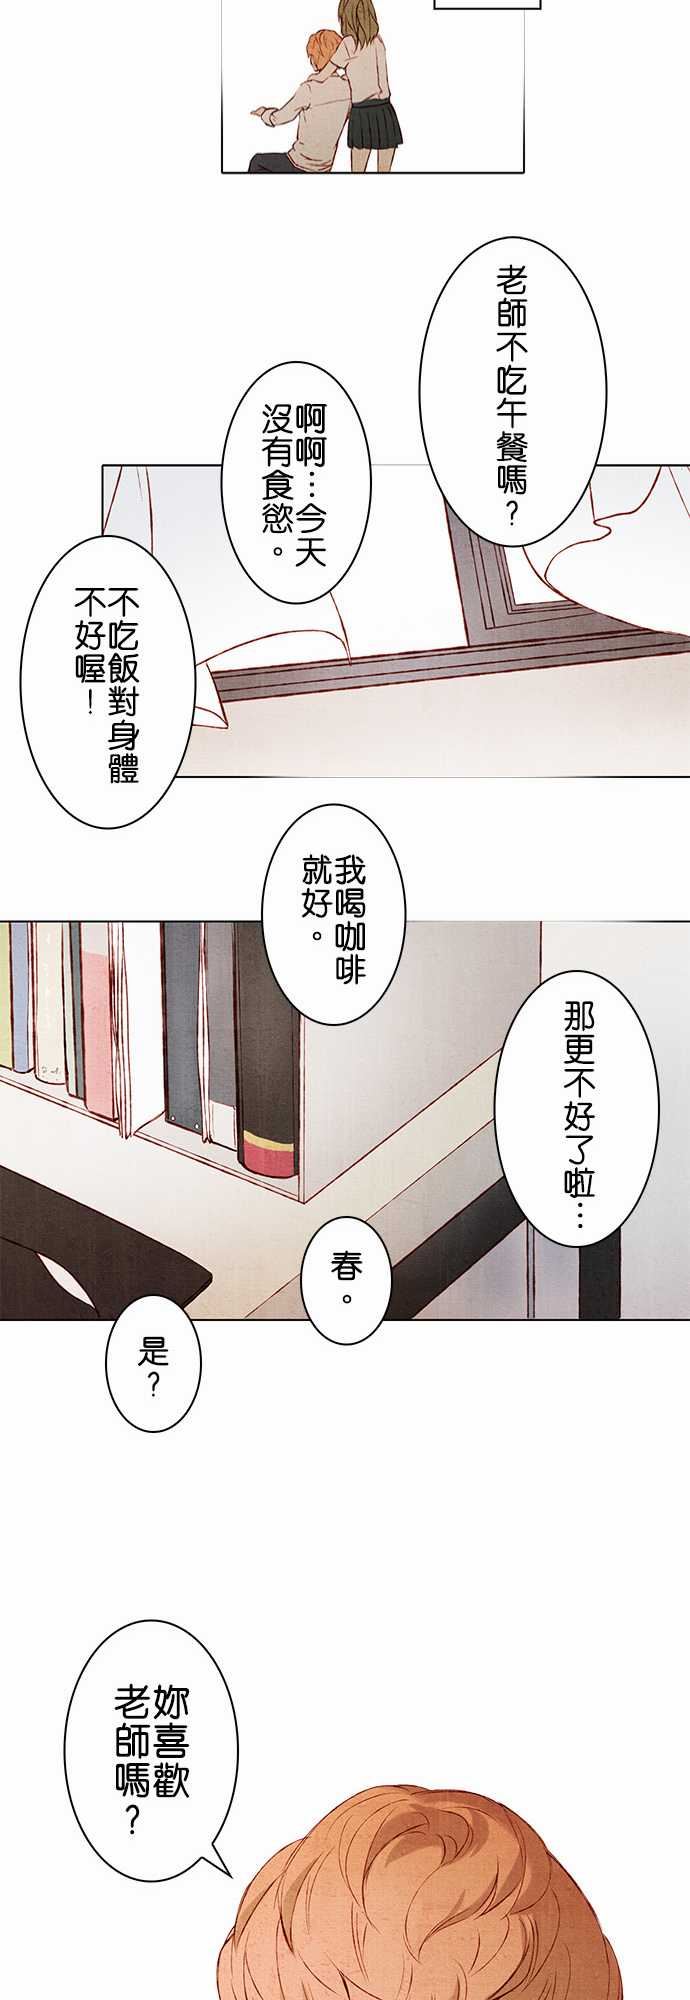 老師不吃午餐嗎？
啊啊…今天
沒有食慾。
不吃飯對身體
不好喔！
我喝咖啡
就好。
那更不好了啦…
春。
是？
妳喜歡
老師嗎？